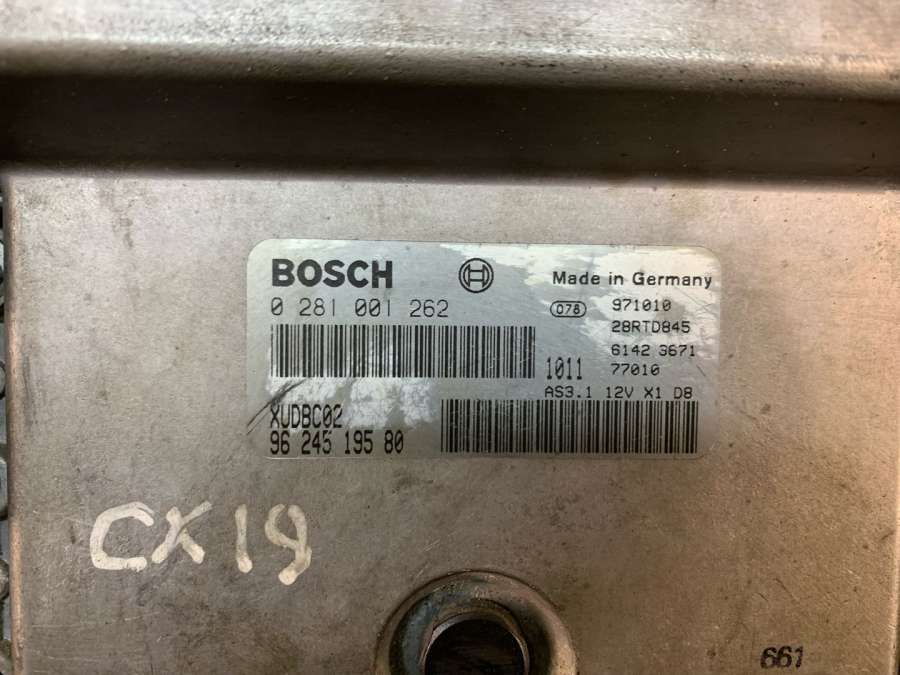 BOSCH
Made in Germany
0 281 001 262
078 971010
28RTD845
6142 3671
1011 77010
AS3.1 12V X1 D8
XUDBC02
96 245 195 80
CK19
661